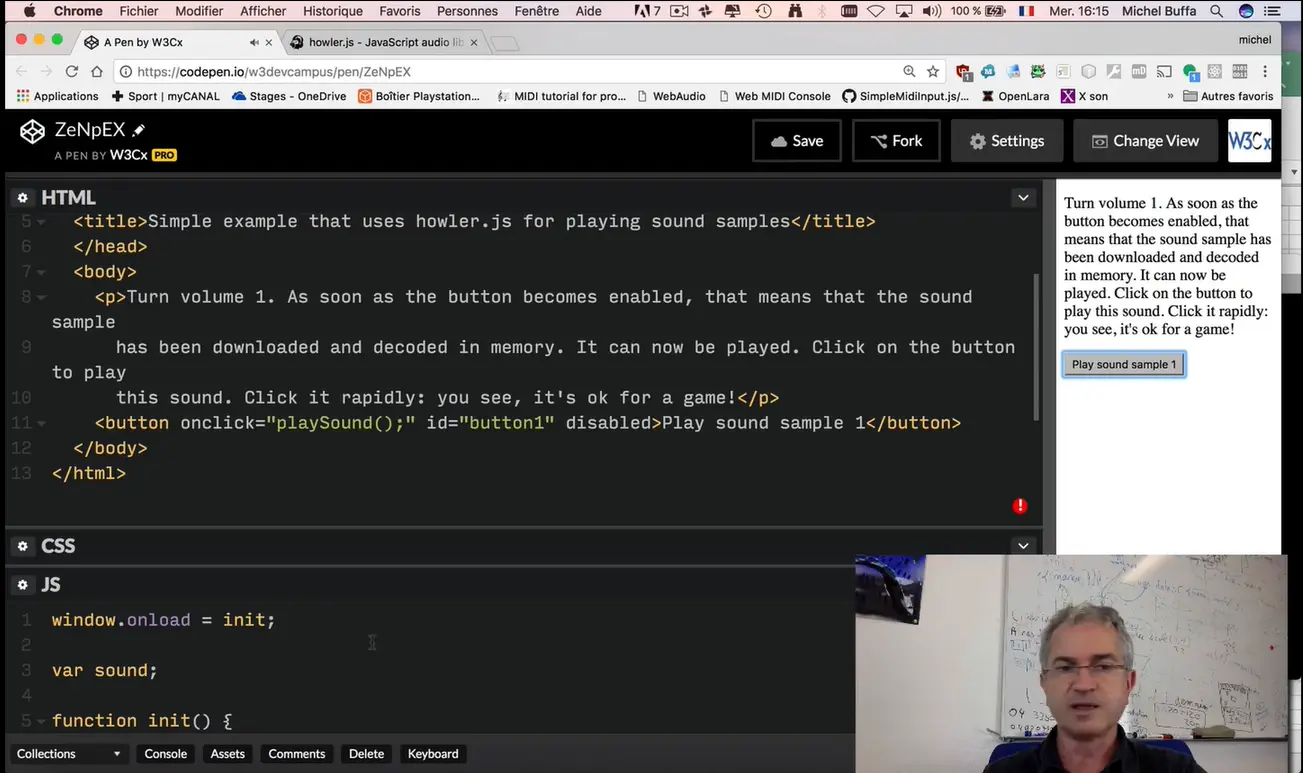 Chrome Fichier Modifier Afficher Historique Favoris Personnes Fenêtre Aide 7 100 % Mer. 16:15 Michel Buffa
A Pen by W3Cx howler.js - JavaScript audio lib michel
https://codepen.io/w3devcampus/pen/ZeNpEX
Applications Sport | myCANAL Stages - OneDrive Boîtier Playstation... MIDI tutorial for pro... WebAudio Web MIDI Console SimpleMidiInput.js/... OpenLara X son » Autres favoris
ZeNpEX
A PEN BY W3Cx PRO
Save Fork Settings Change View W3Cx
HTML
5 <title>Simple example that uses howler.js for playing sound samples</title>
6 </head>
7 <body>
8 <p>Turn volume 1. As soon as the button becomes enabled, that means that the sound
sample
9 has been downloaded and decoded in memory. It can now be played. Click on the button
to play
10 this sound. Click it rapidly: you see, it's ok for a game!</p>
11 <button onclick="playSound();" id="button1" disabled>Play sound sample 1</button>
12 </body>
13 </html>
CSS
JS
1 window.onload = init;
2
3 var sound;
4
5 function init() {
Collections Console Assets Comments Delete Keyboard
Turn volume 1. As soon as the
button becomes enabled, that
means that the sound sample has
been downloaded and decoded
in memory. It can now be
played. Click on the button to
play this sound. Click it rapidly:
you see, it's ok for a game!
Play sound sample 1